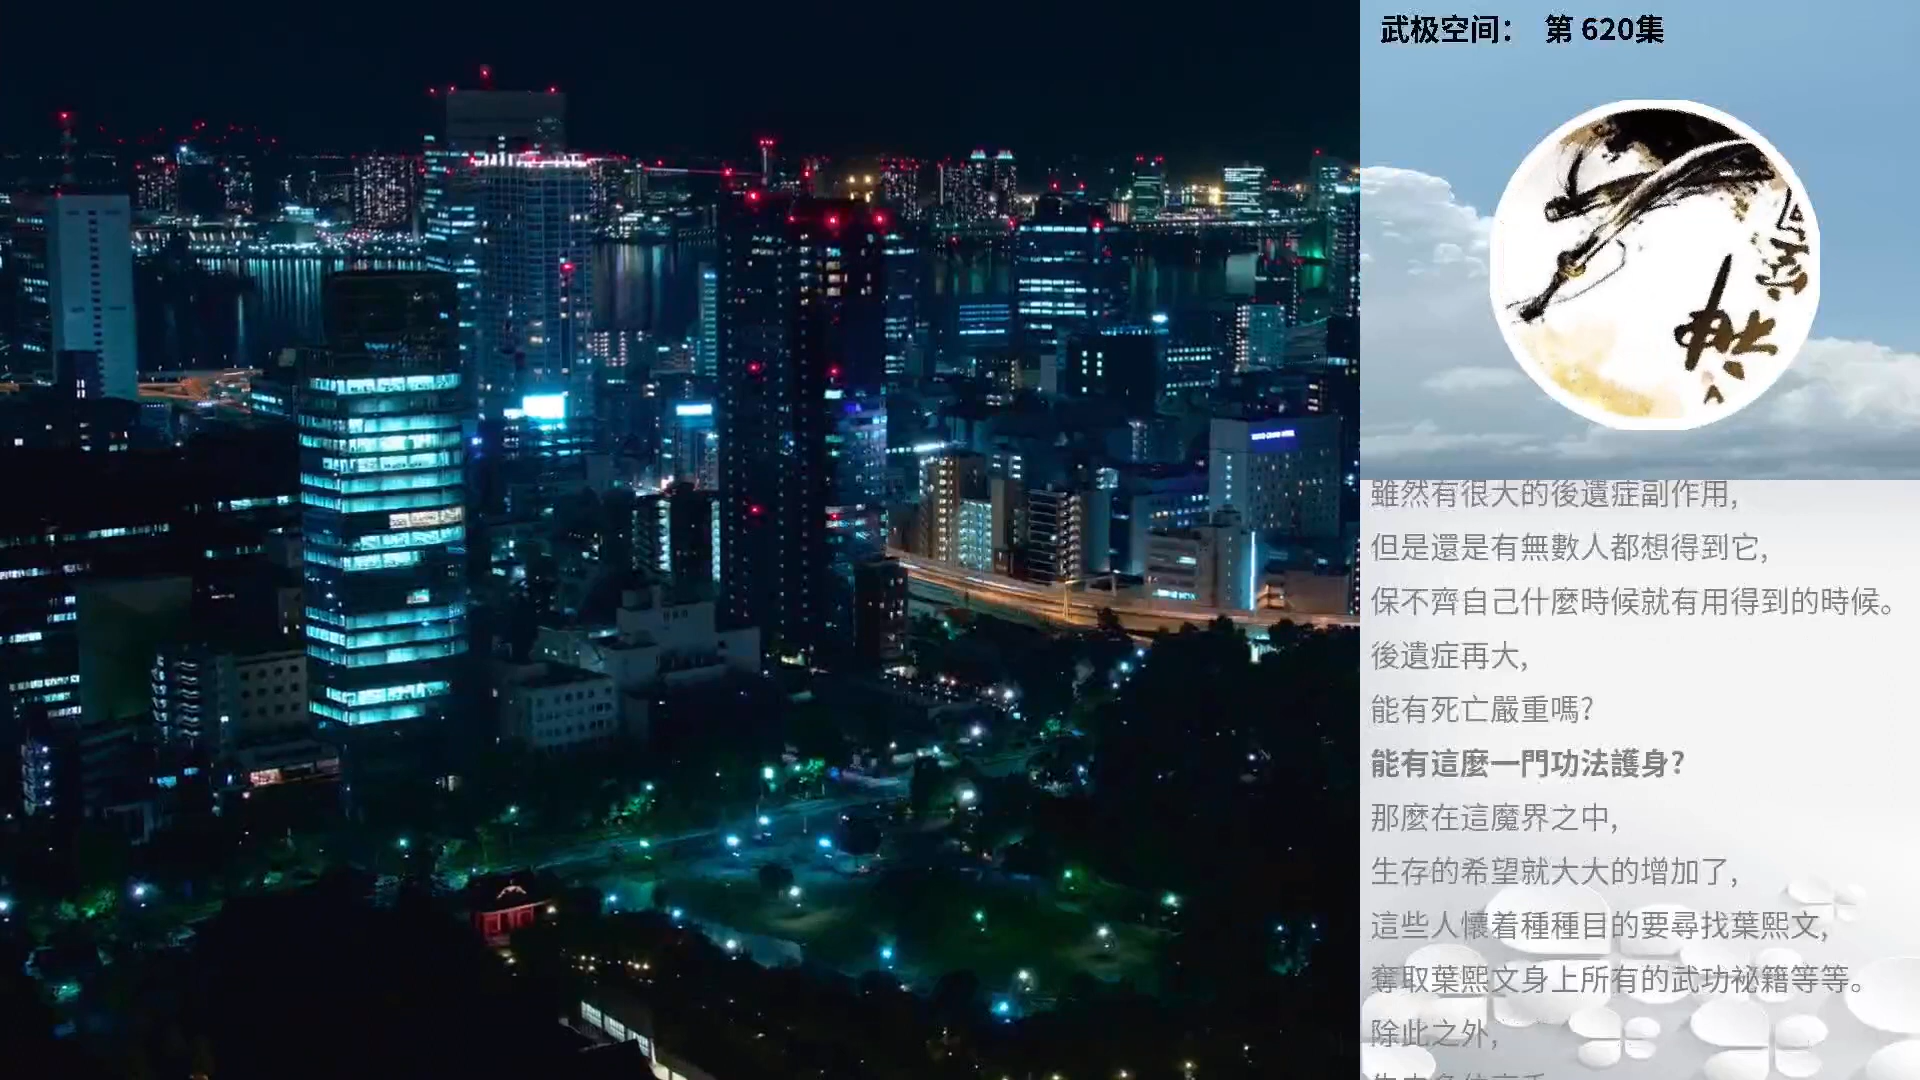 武极空间： 第 620集
雖然有很大的後遺症副作用,
但是還是有無數人都想得到它,
保不齊自己什麼時候就有用得到的時候。
後遺症再大,
能有死亡嚴重嗎?
能有這麼一門功法護身?
那麼在這魔界之中,
生存的希望就大大的增加了,
這些人懷着種種目的要尋找葉熙文,
奪取葉熙文身上所有的武功祕籍等等。
除此之外,